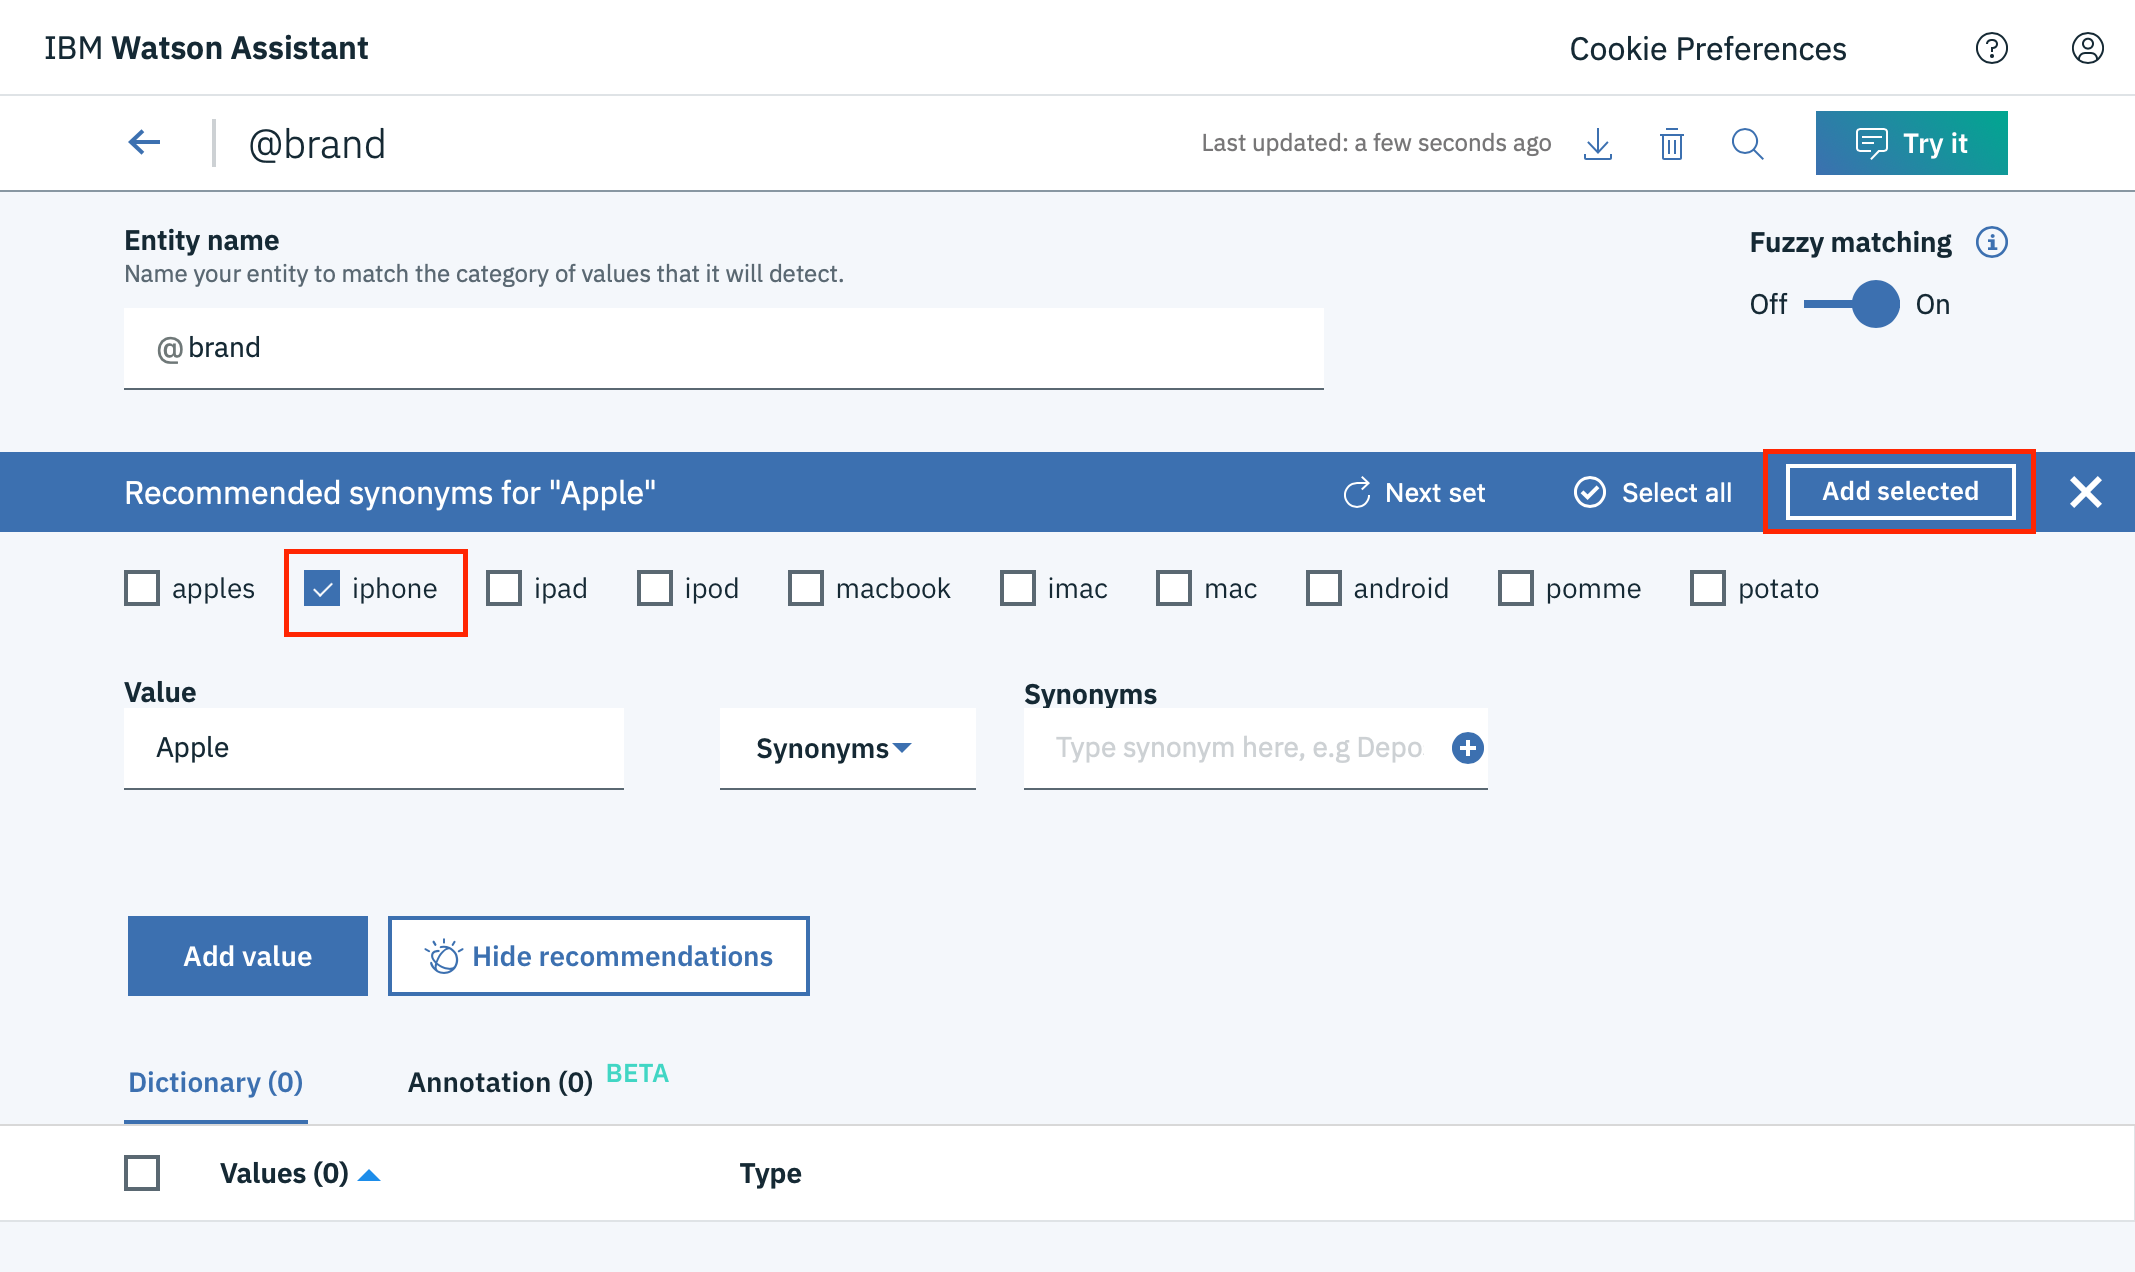 IBM Watson Assistant
Cookie Preferences
@brand
Last updated: a few seconds ago
Try it
Entity name
Name your entity to match the category of values that it will detect.
Fuzzy matching
Off On
@brand
Recommended synonyms for "Apple"
Next set
Select all
Add selected
apples iphone ipad ipod macbook imac mac android pomme potato
Value
Synonyms
Apple
Synonyms
Type synonym here, e.g Depo
Add value
Hide recommendations
Dictionary (0)
Annotation (0) BETA
Values (0)
Type